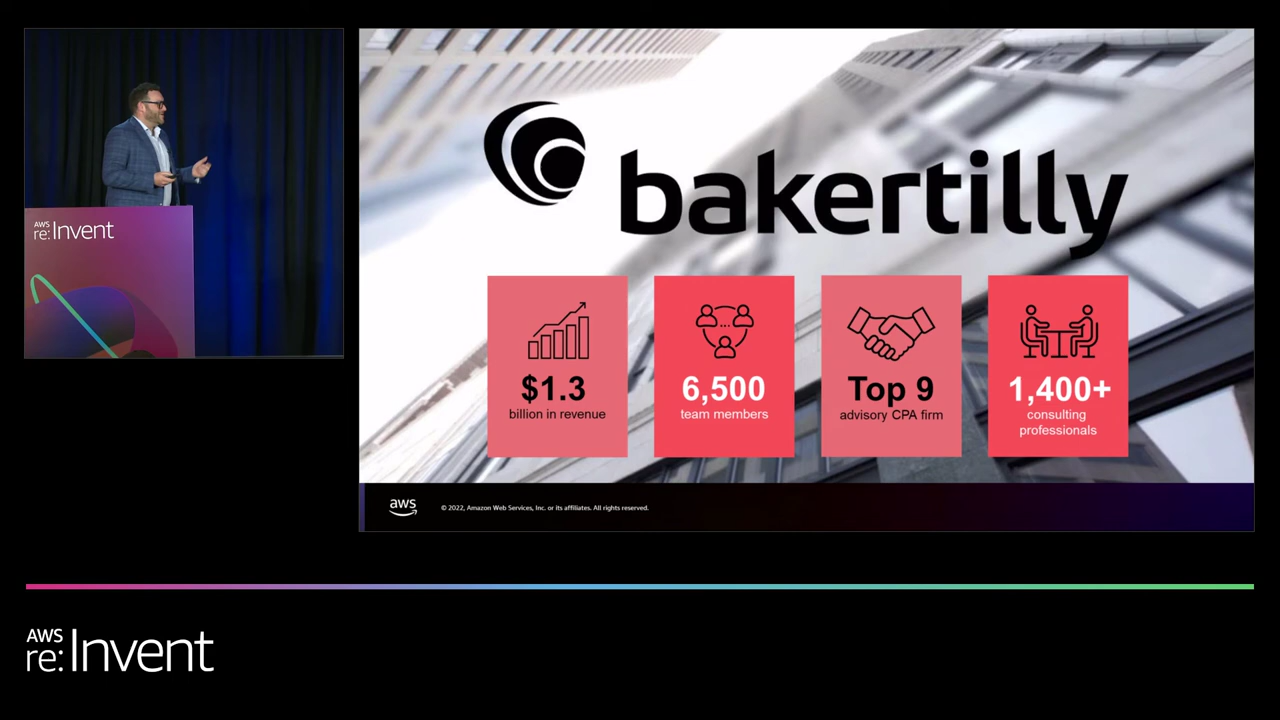 AWS
re:Invent
bakertilly
$1.3
billion in revenue
6,500
team members
Top 9
advisory CPA firm
1,400+
consulting
professionals
aws
© 2022, Amazon Web Services, Inc. or its affiliates. All rights reserved.
AWS
re:Invent